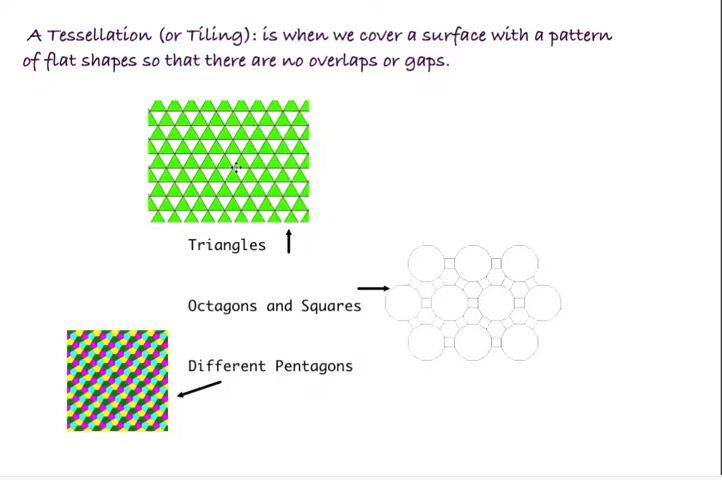 A Tessellation (or Tiling): is when we cover a surface with a pattern
of flat shapes so that there are no overlaps or gaps.
Triangles
Octagons and Squares
Different Pentagons